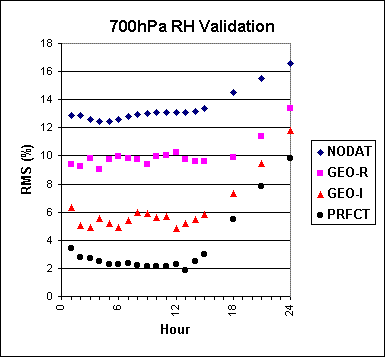 700hPa RH Validation
18
16
14
12
10
8
6
4
2
0
RMS (%)
0 6 12 18 24
Hour
NODAT
GEO-R
GEO-I
PRFCT